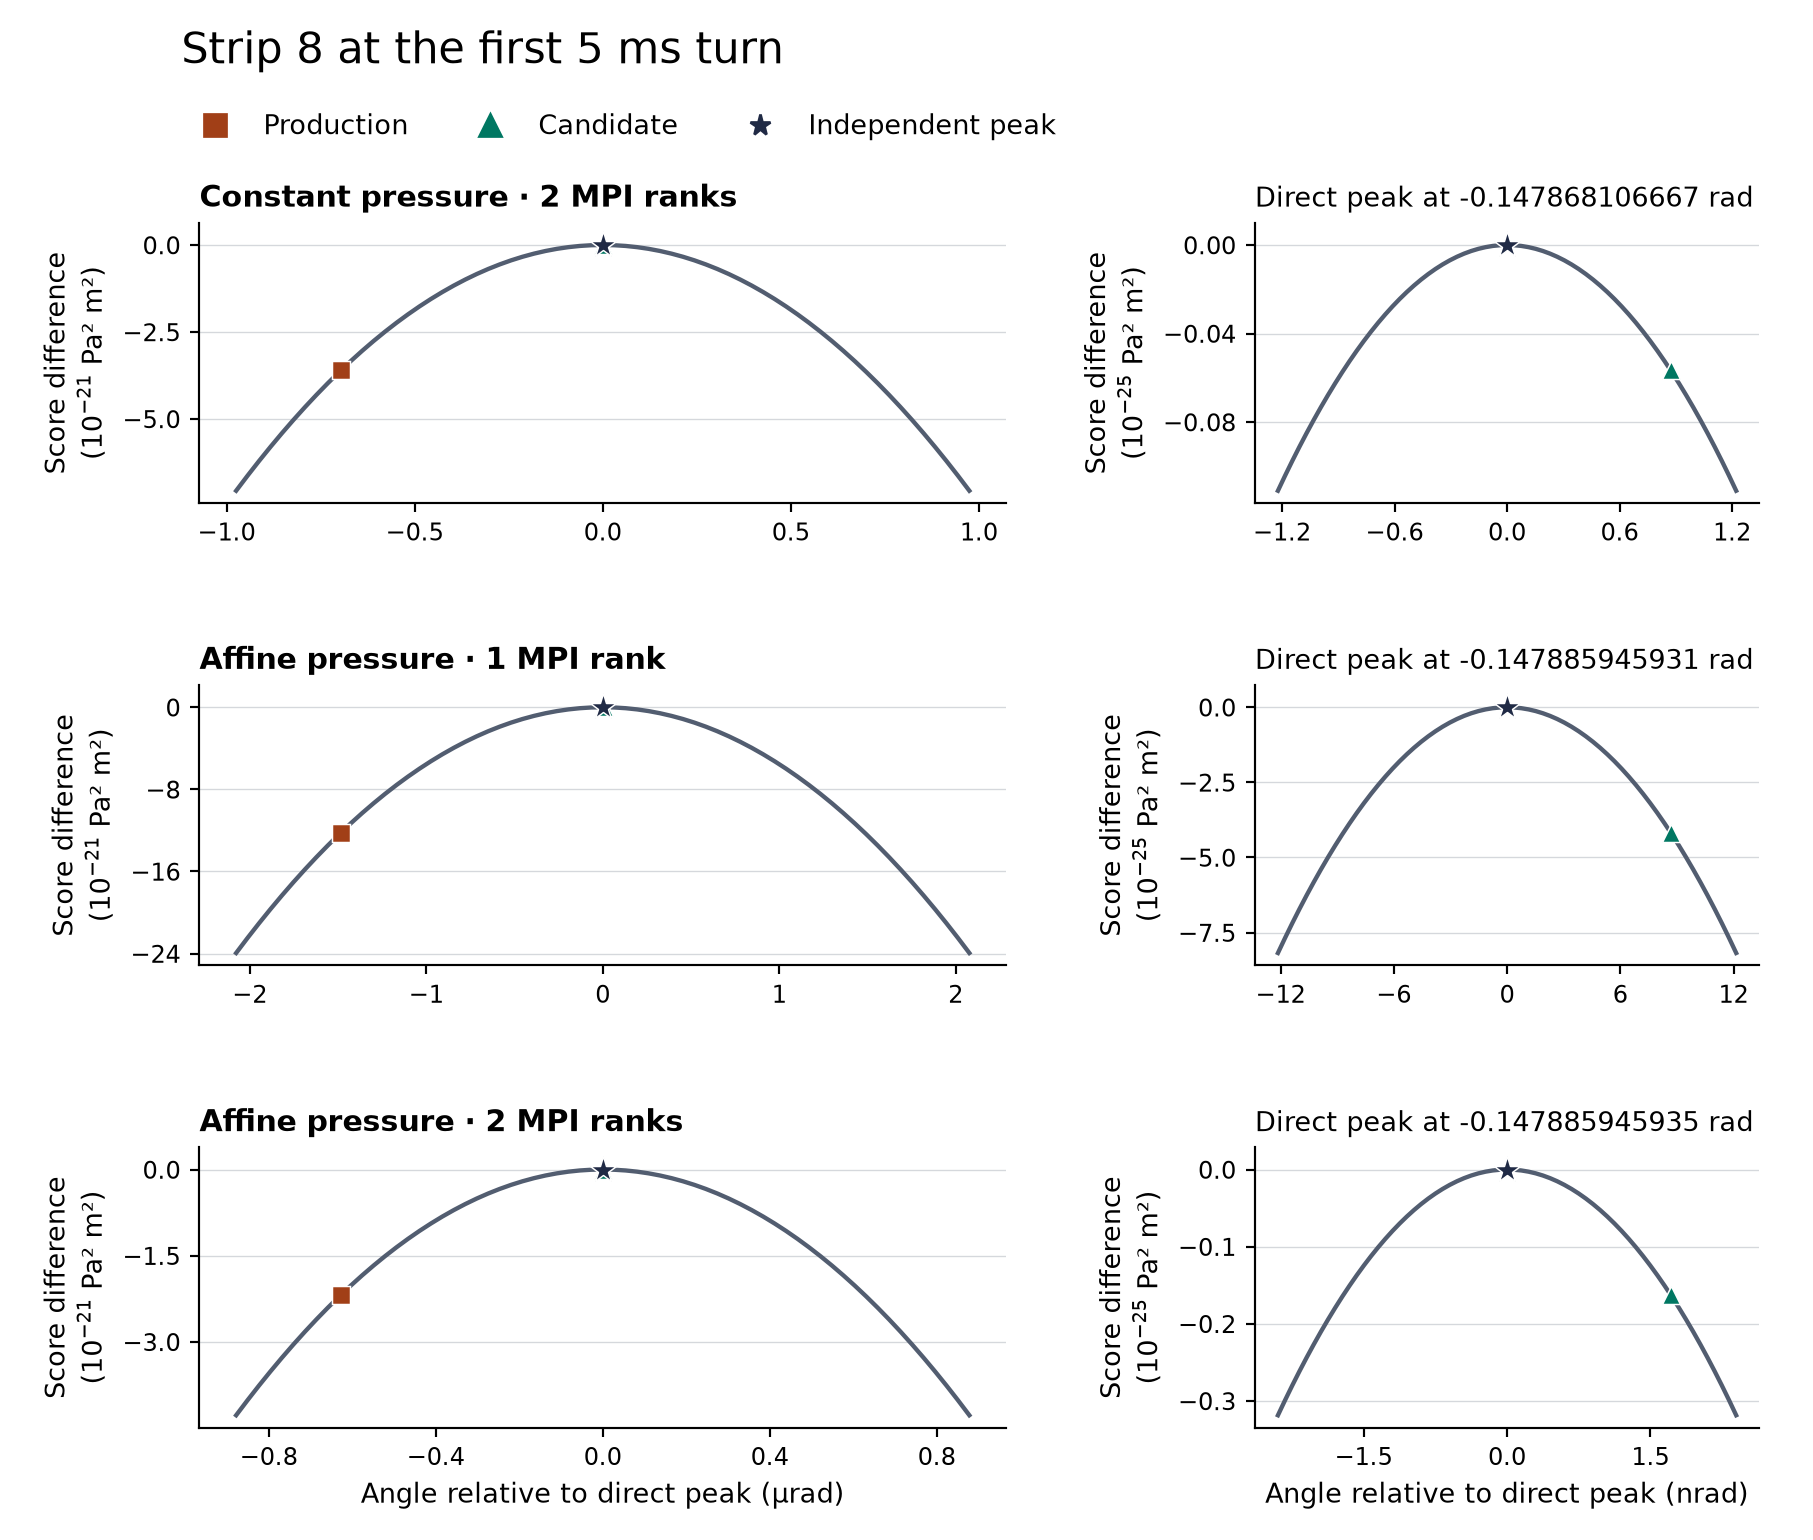 Strip 8 at the first 5 ms turn
Production
Candidate
Independent peak
Constant pressure · 2 MPI ranks
Score difference
(10⁻²¹ Pa² m²)
0.0
−2.5
−5.0
−1.0 −0.5 0.0 0.5 1.0
Direct peak at -0.147868106667 rad
Score difference
(10⁻²⁵ Pa² m²)
0.00
−0.04
−0.08
−1.2 −0.6 0.0 0.6 1.2
Affine pressure · 1 MPI rank
Score difference
(10⁻²¹ Pa² m²)
0
−8
−16
−24
−2 −1 0 1 2
Direct peak at -0.147885945931 rad
Score difference
(10⁻²⁵ Pa² m²)
0.0
−2.5
−5.0
−7.5
−12 −6 0 6 12
Affine pressure · 2 MPI ranks
Score difference
(10⁻²¹ Pa² m²)
0.0
−1.5
−3.0
−0.8 −0.4 0.0 0.4 0.8
Angle relative to direct peak (μrad)
Direct peak at -0.147885945935 rad
Score difference
(10⁻²⁵ Pa² m²)
0.0
−0.1
−0.2
−0.3
−1.5 0.0 1.5
Angle relative to direct peak (nrad)